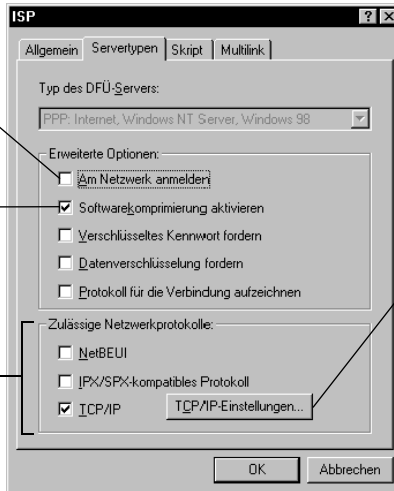 ISP
Allgemein Servertypen Skript Multilink
Typ des DFÜ-Servers:
PPP: Internet, Windows NT Server, Windows 98
Erweiterte Optionen:
Am Netzwerk anmelden
Softwarekomprimierung aktivieren
Verschlüsseltes Kennwort fordern
Datenverschlüsselung fordern
Protokoll für die Verbindung aufzeichnen
Zulässige Netzwerkprotokolle:
NetBEUI
IPX/SPX-kompatibles Protokoll
TCP/IP TCP/IP-Einstellungen...
OK Abbrechen